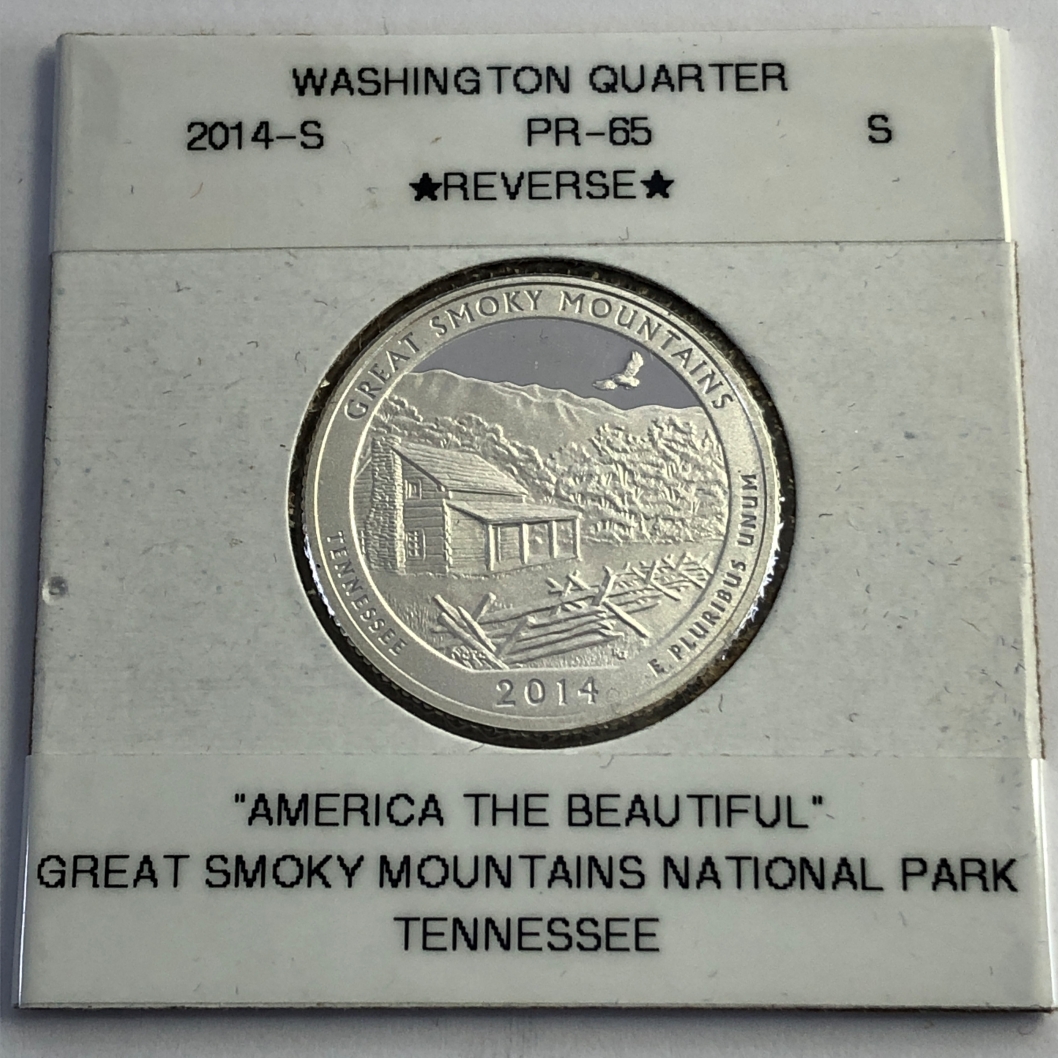 WASHINGTON QUARTER
2014-S PR-65 S
★REVERSE★
GREAT SMOKY MOUNTAINS
TENNESSEE
E PLURIBUS UNUM
2014
"AMERICA THE BEAUTIFUL"
GREAT SMOKY MOUNTAINS NATIONAL PARK
TENNESSEE